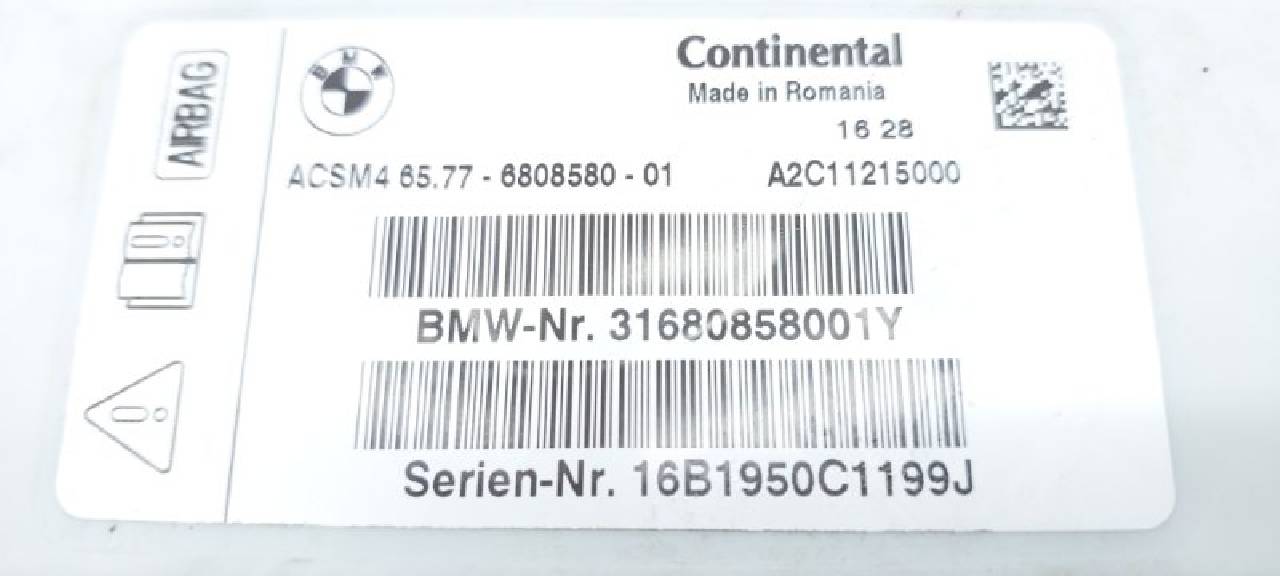 AIRBAG
BMW
Continental
Made in Romania
16 28
ACSM4 65.77 - 6808580 - 01 A2C11215000
BMW-Nr. 31680858001Y
Serien-Nr. 16B1950C1199J